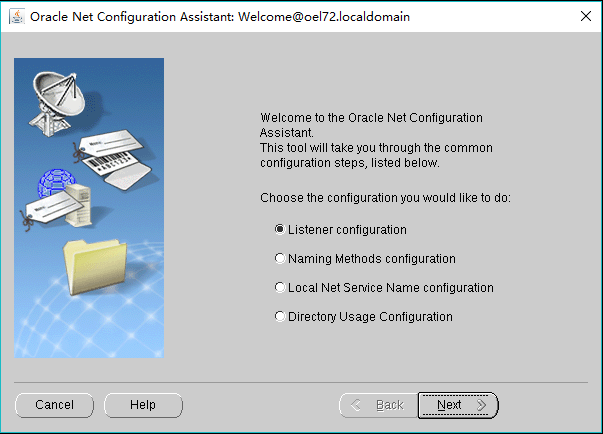 Oracle Net Configuration Assistant: Welcome@oel72.localdomain
Welcome to the Oracle Net Configuration
Assistant.
This tool will take you through the common
configuration steps, listed below.
Choose the configuration you would like to do:
Listener configuration
Naming Methods configuration
Local Net Service Name configuration
Directory Usage Configuration
Cancel
Help
Back
Next